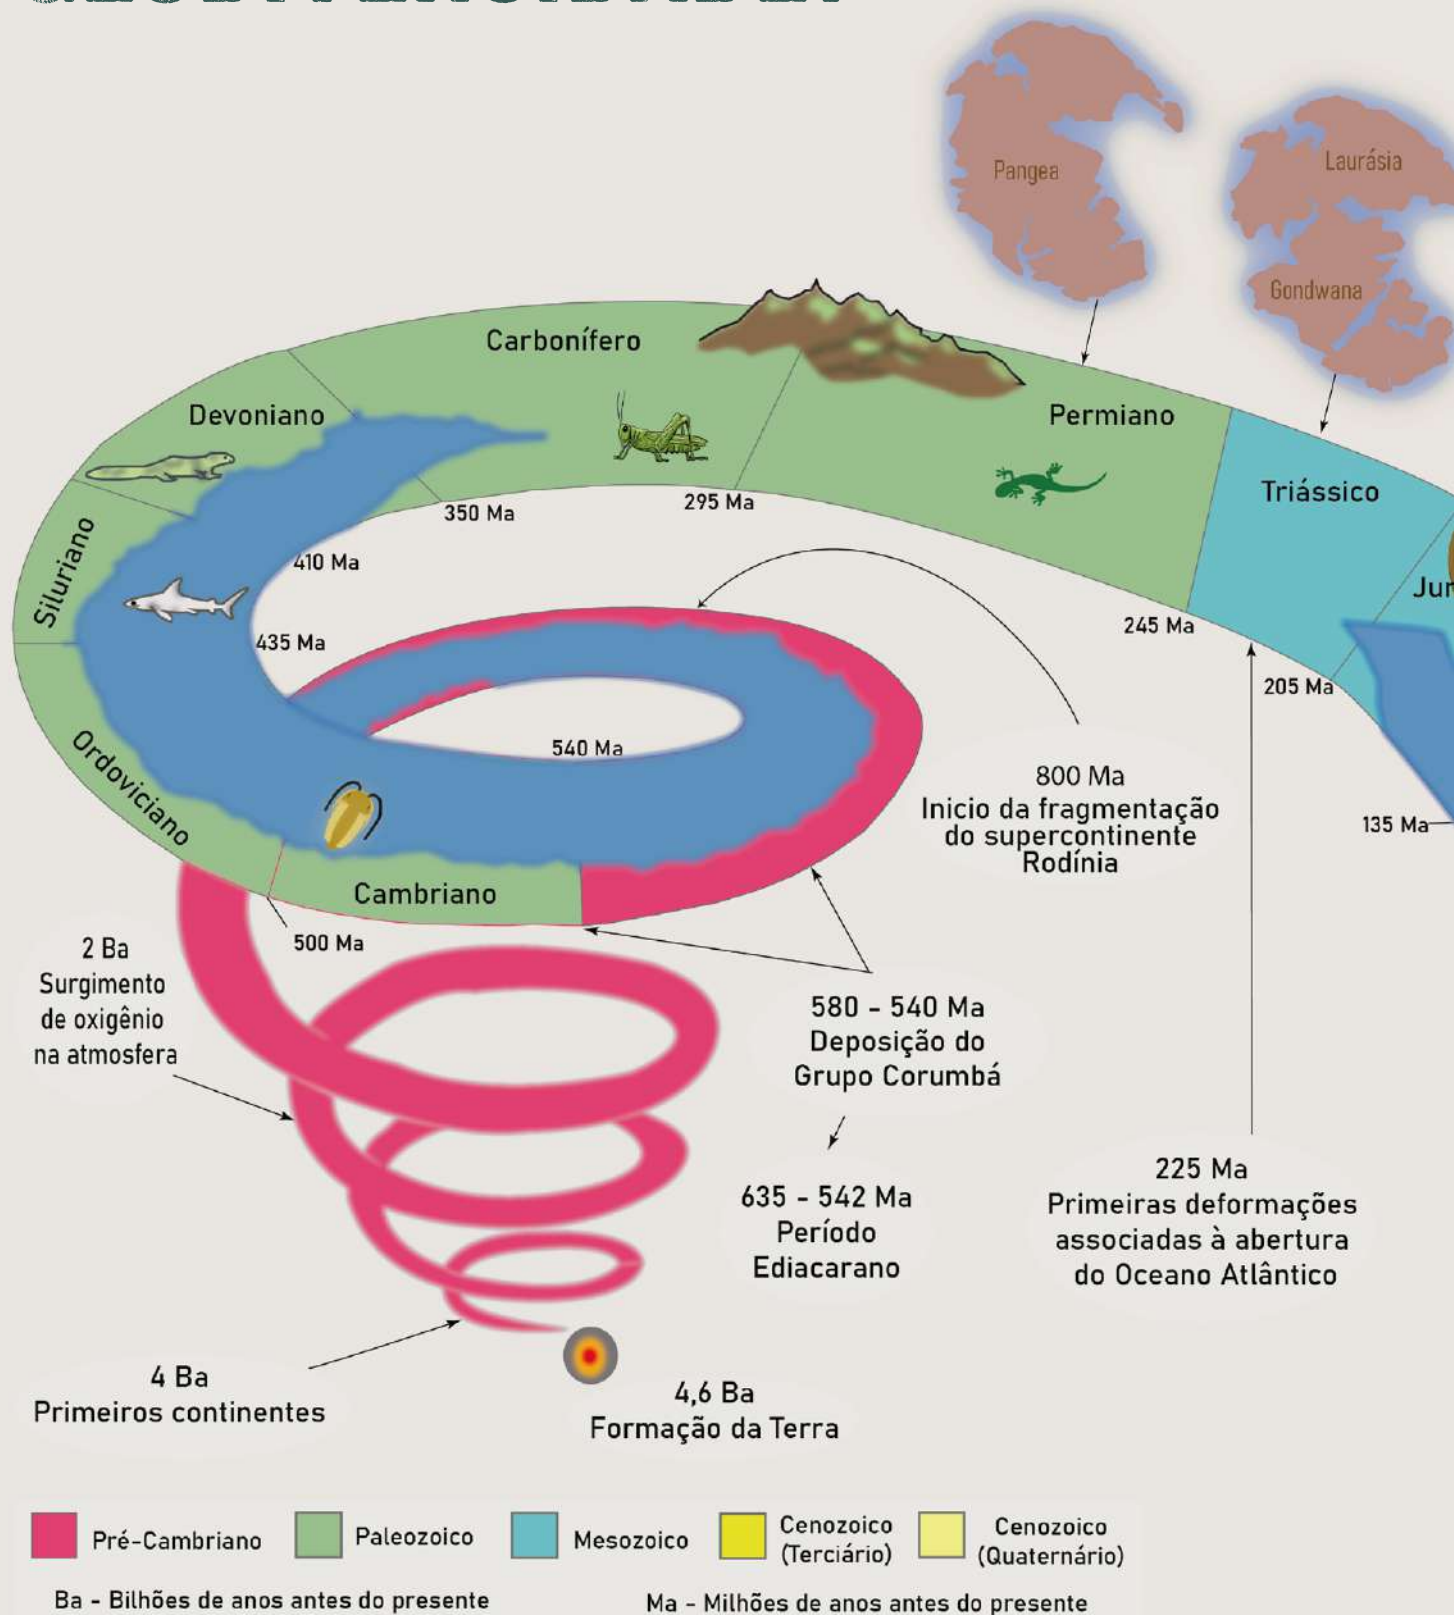 Pangea
Laurásia
Gondwana
Carbonífero
Devoniano
Permiano
Triássico
Siluriano
350 Ma
295 Ma
410 Ma
435 Ma
245 Ma
205 Ma
135 Ma
Ordoviciano
540 Ma
Cambriano
500 Ma
800 Ma
Inicio da fragmentação
do supercontinente
Rodínia
2 Ba
Surgimento
de oxigênio
na atmosfera
580 - 540 Ma
Deposição do
Grupo Corumbá
635 - 542 Ma
Período
Ediacarano
225 Ma
Primeiras deformações
associadas à abertura
do Oceano Atlântico
4 Ba
Primeiros continentes
4,6 Ba
Formação da Terra
Pré-Cambriano
Paleozoico
Mesozoico
Cenozoico
(Terciário)
Cenozoico
(Quaternário)
Ba - Bilhões de anos antes do presente
Ma - Milhões de anos antes do presente